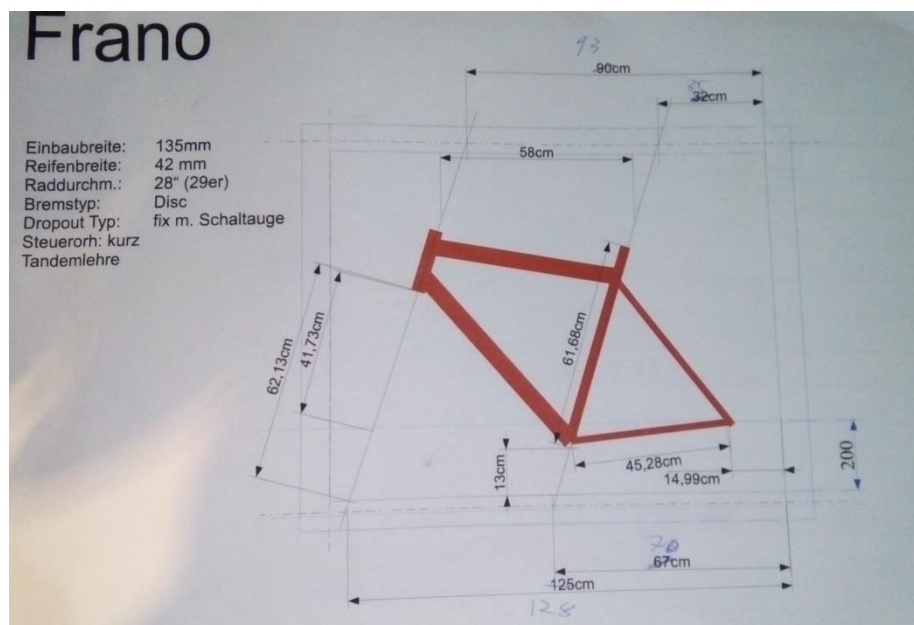 Frano
93
90cm
35
32cm
58cm
Einbaubreite: 135mm
Reifenbreite: 42 mm
Raddurchm.: 28“ (29er)
Bremstyp: Disc
Dropout Typ: fix m. Schaltauge
Steuerorh: kurz
Tandemlehre
62,13cm
41,73cm
61,68cm
13cm
45,28cm
14,99cm
200
70
67cm
125cm
128